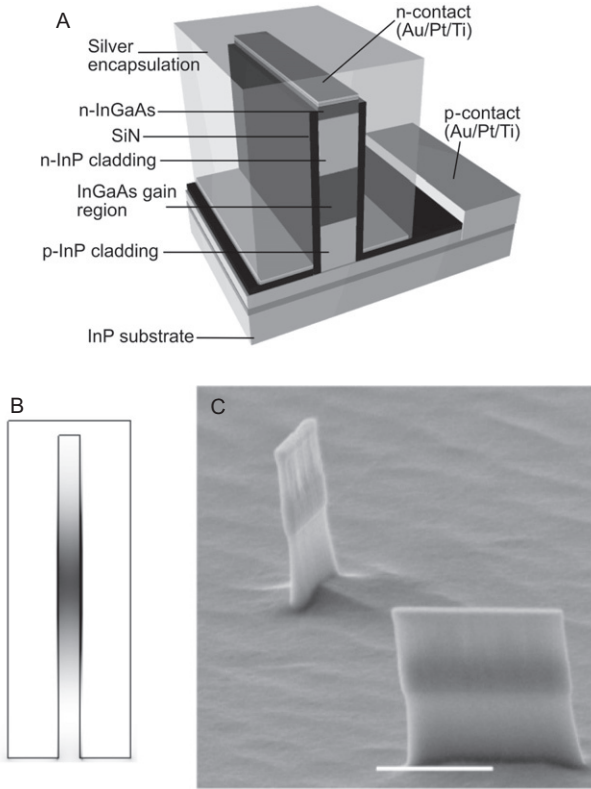 A
n-contact
(Au/Pt/Ti)
Silver
encapsulation
p-contact
(Au/Pt/Ti)
n-InGaAs
SiN
n-InP cladding
InGaAs gain
region
p-InP cladding
InP substrate
B
C